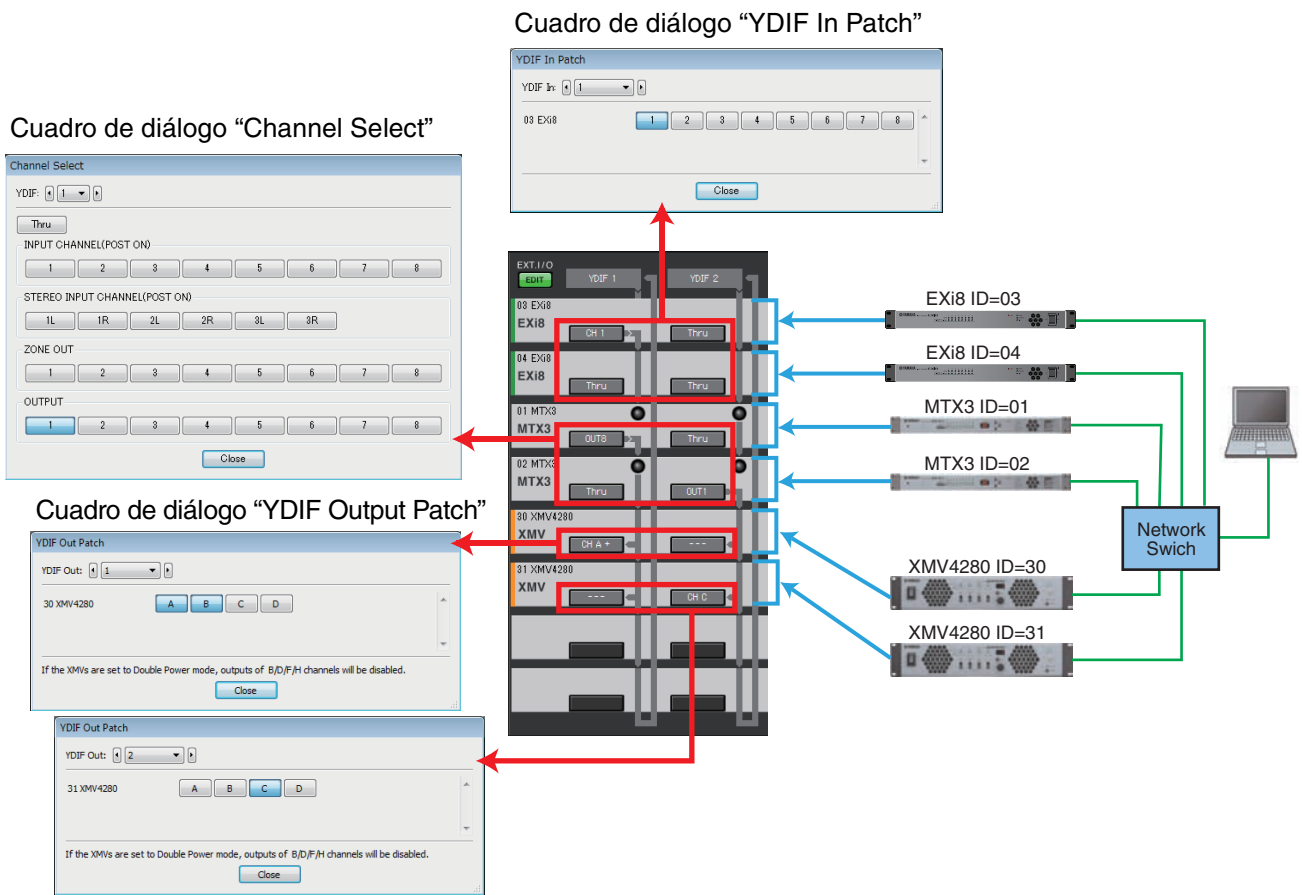 Cuadro de diálogo “YDIF In Patch”
YDIF In Patch
YDIF In: 1
03 EXi8 1 2 3 4 5 6 7 8
Close
Cuadro de diálogo “Channel Select”
Channel Select
YDIF: 1
Thru
INPUT CHANNEL(POST ON)
1 2 3 4 5 6 7 8
STEREO INPUT CHANNEL(POST ON)
1L 1R 2L 2R 3L 3R
ZONE OUT
1 2 3 4 5 6 7 8
OUTPUT
1 2 3 4 5 6 7 8
Close
EXT.I/O
EDIT YDIF 1 YDIF 2
03 EXi8
EXi8
CH 1 Thru
04 EXi8
EXi8
Thru Thru
01 MTX3
MTX3
OUT8 Thru
02 MTX3
MTX3
Thru OUT1
30 XMV4280
XMV
CH A + ---
31 XMV4280
XMV
--- CH C
EXi8 ID=03
EXi8 ID=04
MTX3 ID=01
MTX3 ID=02
XMV4280 ID=30
XMV4280 ID=31
Network
Swich
Cuadro de diálogo “YDIF Output Patch”
YDIF Out Patch
YDIF Out: 1
30 XMV4280 A B C D
If the XMVs are set to Double Power mode, outputs of B/D/F/H channels will be disabled.
Close
YDIF Out Patch
YDIF Out: 2
31 XMV4280 A B C D
If the XMVs are set to Double Power mode, outputs of B/D/F/H channels will be disabled.
Close